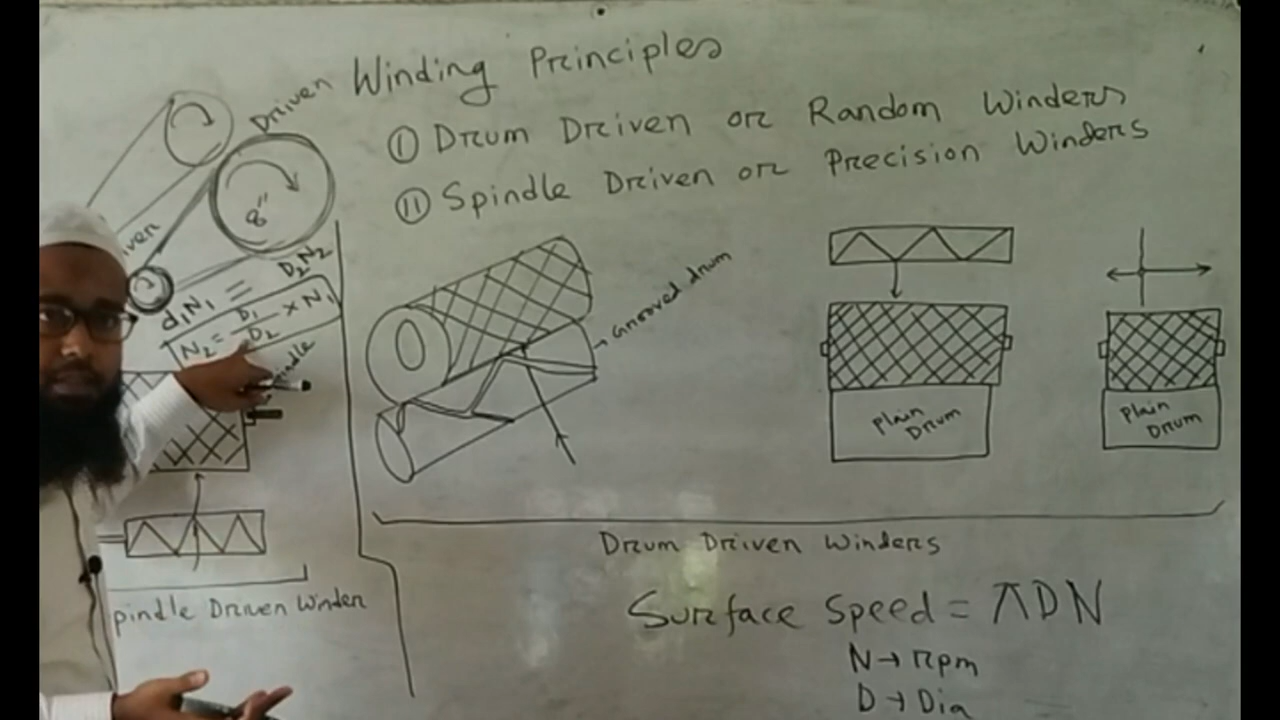 Winding Principles
Ⓘ Drum Driven or Random Winders
Ⓘⓘ Spindle Driven or Precision Winders
Driven
8"
iven
d₁N₁ = D₂N₂
N₂ = D₁/D₂ × N₁
indle
pindle Driven Winder
Grooved drum
Plain Drum
Plain Drum
Drum Driven Winders
Surface Speed = πDN
N → rpm
D → Dia